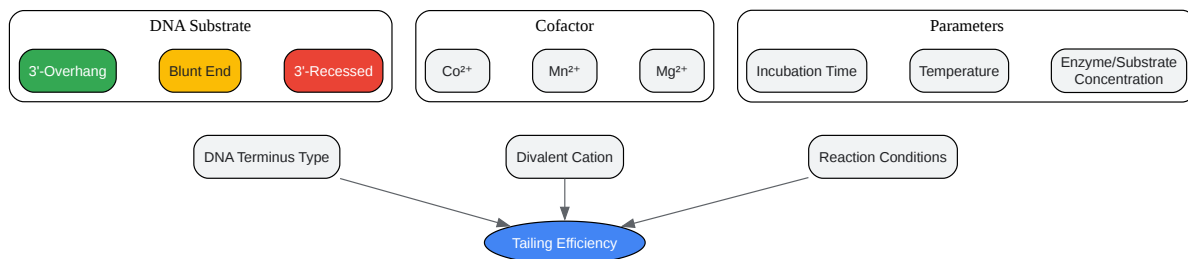 DNA Substrate
3'-Overhang
Blunt End
3'-Recessed
Cofactor
Co²⁺
Mn²⁺
Mg²⁺
Parameters
Incubation Time
Temperature
Enzyme/Substrate
Concentration
DNA Terminus Type
Divalent Cation
Reaction Conditions
Tailing Efficiency